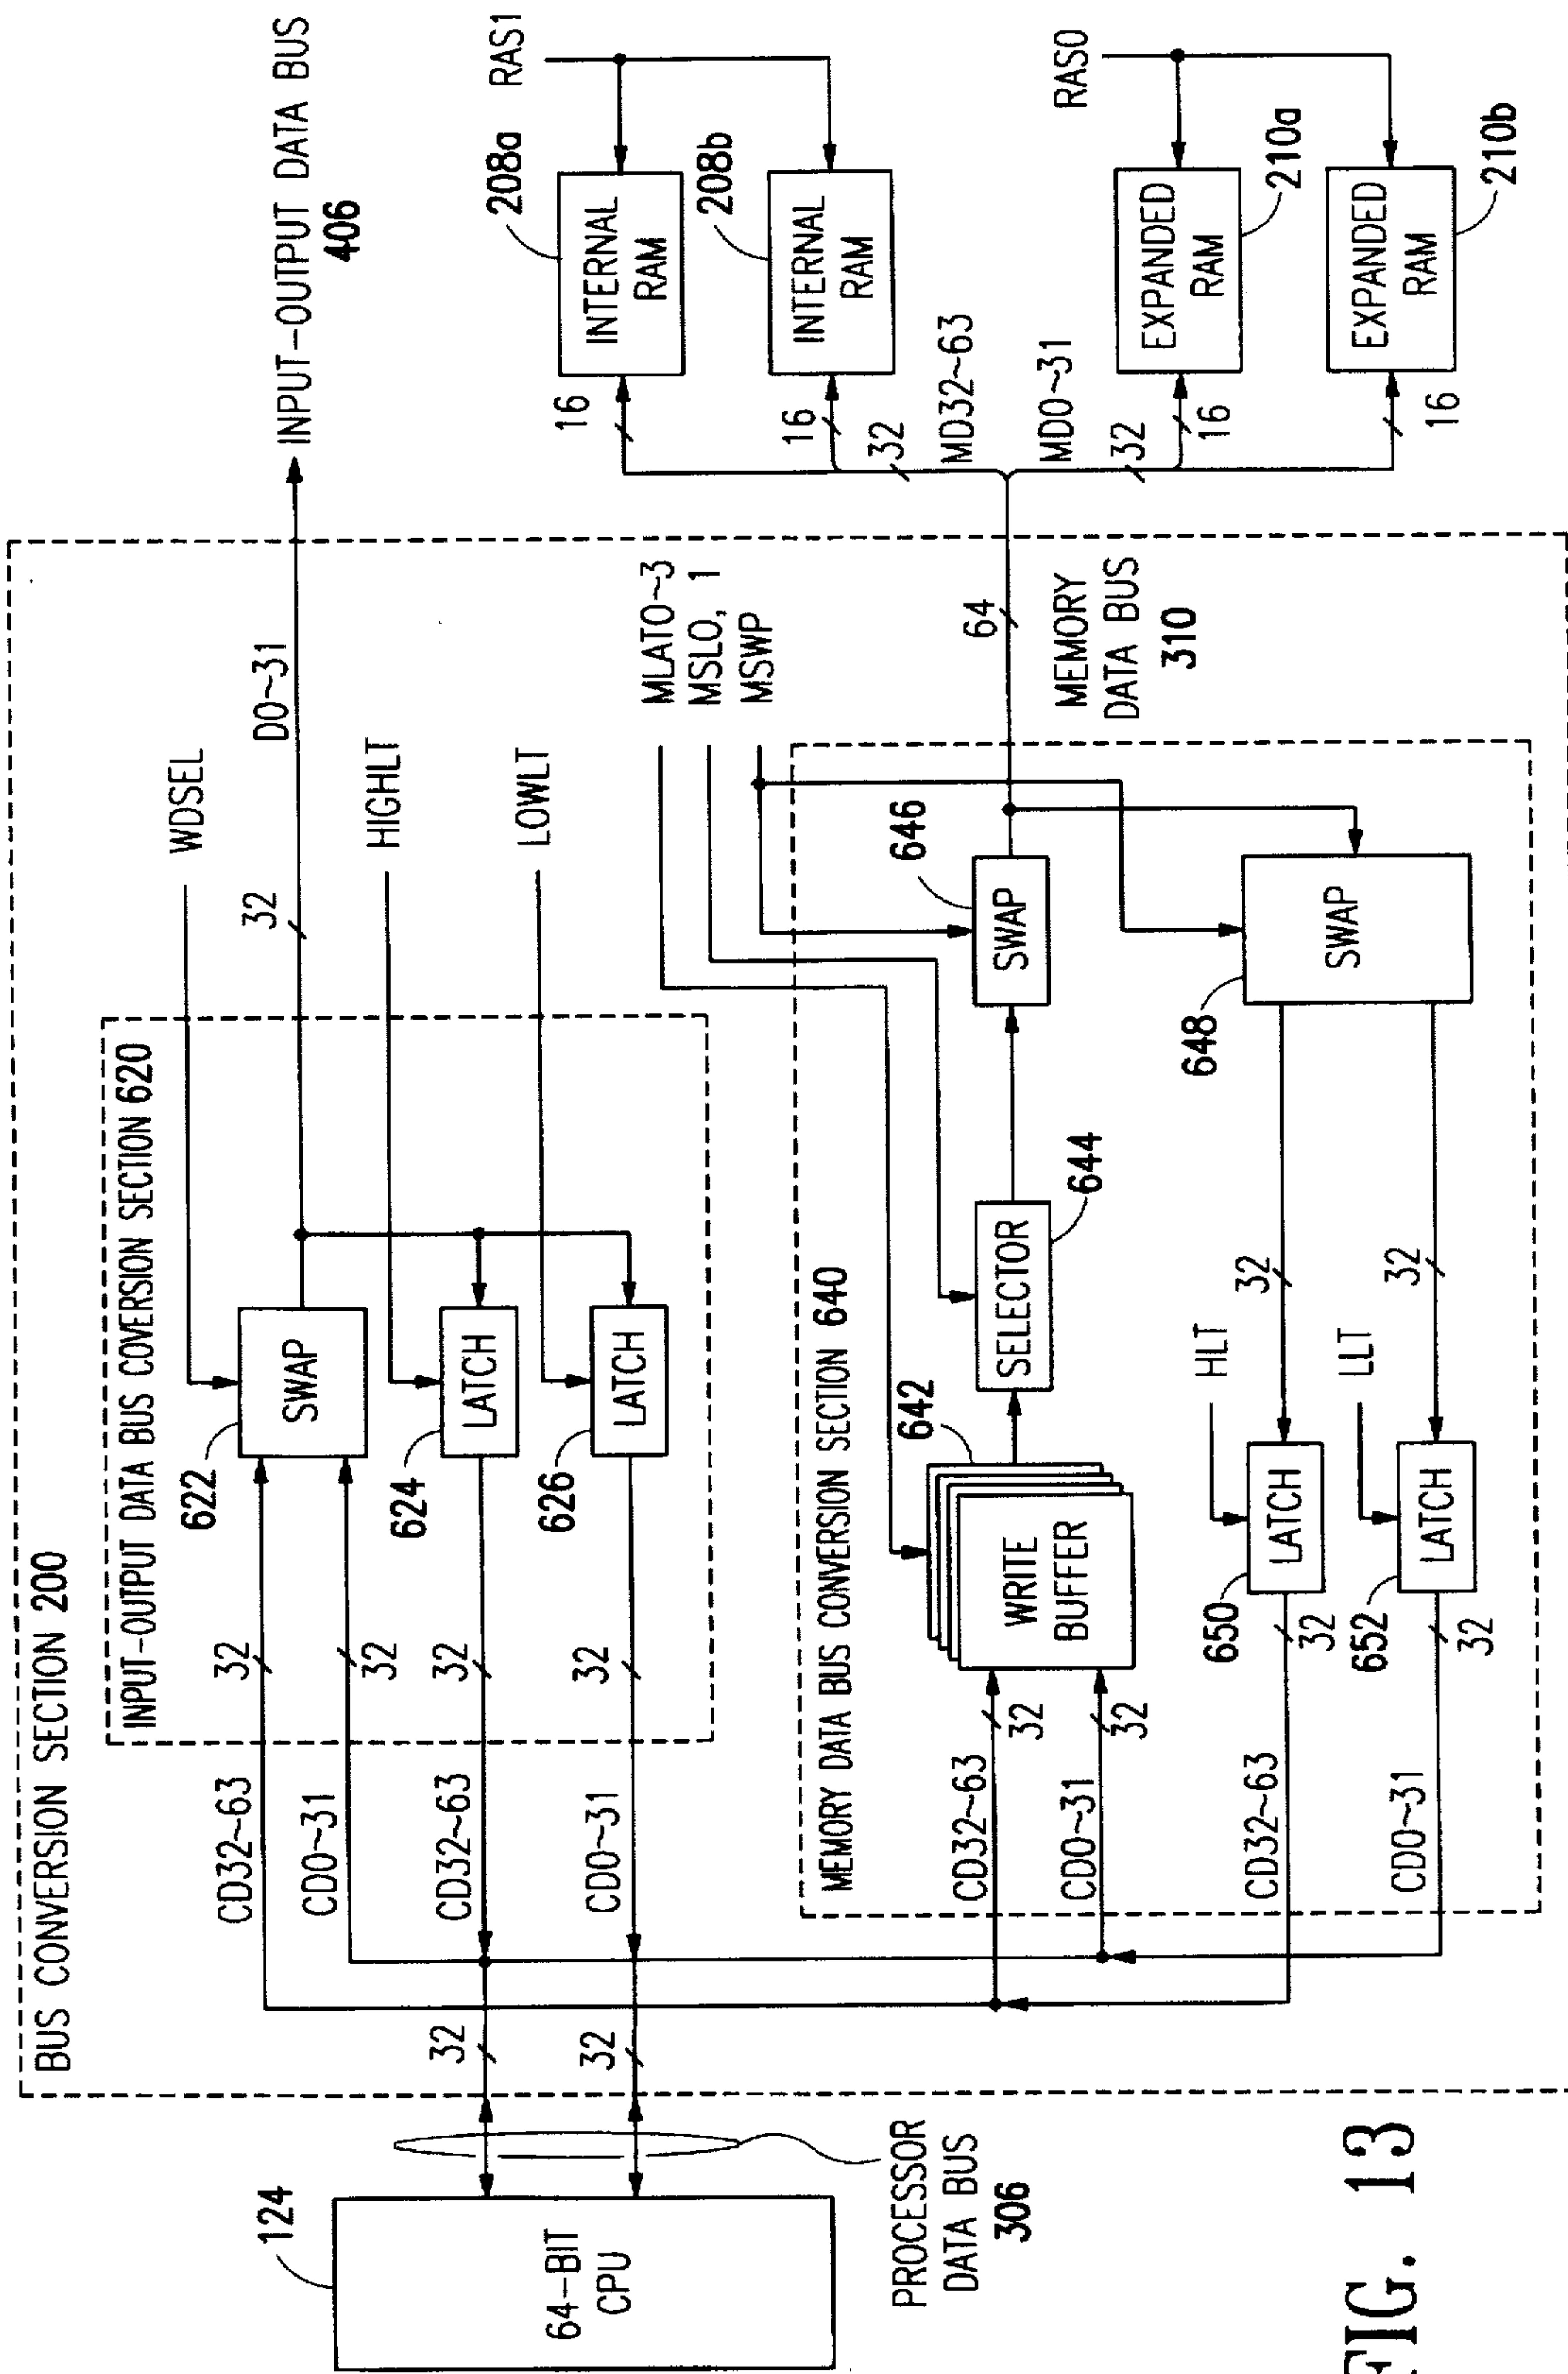 BUS CONVERSION SECTION 200
INPUT-OUTPUT DATA BUS COVERSION SECTION 620
WDSEL
HIGHLT
LOWLT
622
SWAP
624
LATCH
626
LATCH
32
D0~31
INPUT-OUTPUT DATA BUS
406
CD32~63
32
CD0~31
32
CD32~63
32
CD0~31
32
124
64-BIT
CPU
32
32
PROCESSOR
DATA BUS
306
MLAT0~3
MSL0, 1
MSWP
MEMORY DATA BUS CONVERSION SECTION 640
642
WRITE
BUFFER
SELECTOR
644
646
SWAP
648
SWAP
CD32~63
32
CD0~31
32
HLT
650
LATCH
32
32
CD32~63
LLT
652
LATCH
32
32
CD0~31
64
MEMORY
DATA BUS
310
RAS1
208a
INTERNAL
RAM
16
208b
INTERNAL
RAM
16
32
MD32~63
MD0~31
32
RAS0
EXPANDED
RAM
210a
16
EXPANDED
RAM
210b
16
FIG. 13